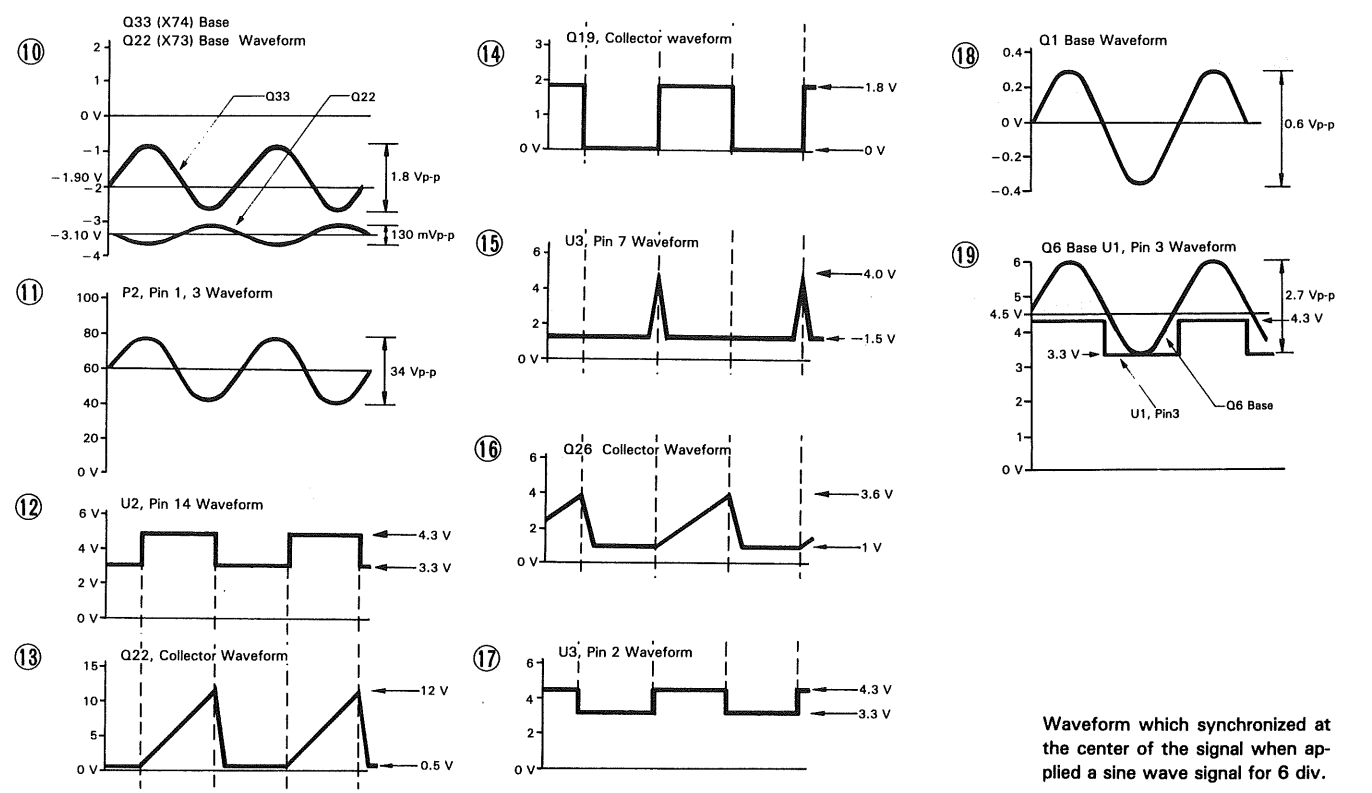 ⑩
Q33 (X74) Base
Q22 (X73) Base Waveform
2
1
0 V
Q33
Q22
−1
−1.90 V
−2
1.8 Vp-p
−3
−3.10 V
130 mVp-p
−4
⑪
P2, Pin 1, 3 Waveform
100
80
60
34 Vp-p
40
20
0 V
⑫
U2, Pin 14 Waveform
6 V
4.3 V
4 V
3.3 V
2 V
0 V
⑬
Q22, Collector Waveform
15
12 V
10
5
0.5 V
0 V
⑭
Q19, Collector waveform
3
2
1.8 V
1
0 V
0 V
⑮
U3, Pin 7 Waveform
6
4.0 V
4
2
1.5 V
0 V
⑯
Q26 Collector Waveform
6
4
3.6 V
2
1 V
0 V
⑰
U3, Pin 2 Waveform
6
4.3 V
4
3.3 V
2
0 V
⑱
Q1 Base Waveform
0.4
0.2
0 V
0.6 Vp-p
−0.2
−0.4
⑲
Q6 Base U1, Pin 3 Waveform
6
5
2.7 Vp-p
4.5 V
4.3 V
4
3.3 V
3
Q6 Base
U1, Pin3
2
1
0 V
Waveform which synchronized at
the center of the signal when ap-
plied a sine wave signal for 6 div.